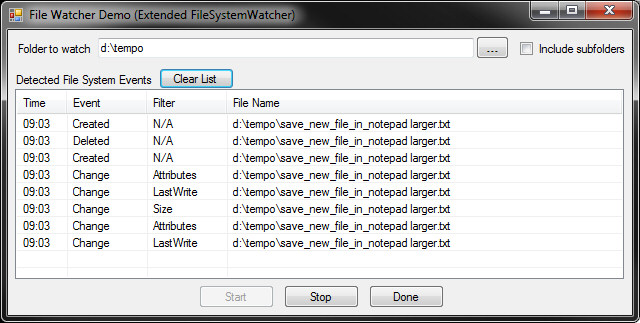 File Watcher Demo (Extended FileSystemWatcher)
Folder to watch d:\tempo ... Include subfolders
Detected File System Events Clear List
Time Event Filter File Name
09:03 Created N/A d:\tempo\save_new_file_in_notepad larger.txt
09:03 Deleted N/A d:\tempo\save_new_file_in_notepad larger.txt
09:03 Created N/A d:\tempo\save_new_file_in_notepad larger.txt
09:03 Change Attributes d:\tempo\save_new_file_in_notepad larger.txt
09:03 Change LastWrite d:\tempo\save_new_file_in_notepad larger.txt
09:03 Change Size d:\tempo\save_new_file_in_notepad larger.txt
09:03 Change Attributes d:\tempo\save_new_file_in_notepad larger.txt
09:03 Change LastWrite d:\tempo\save_new_file_in_notepad larger.txt
Start Stop Done